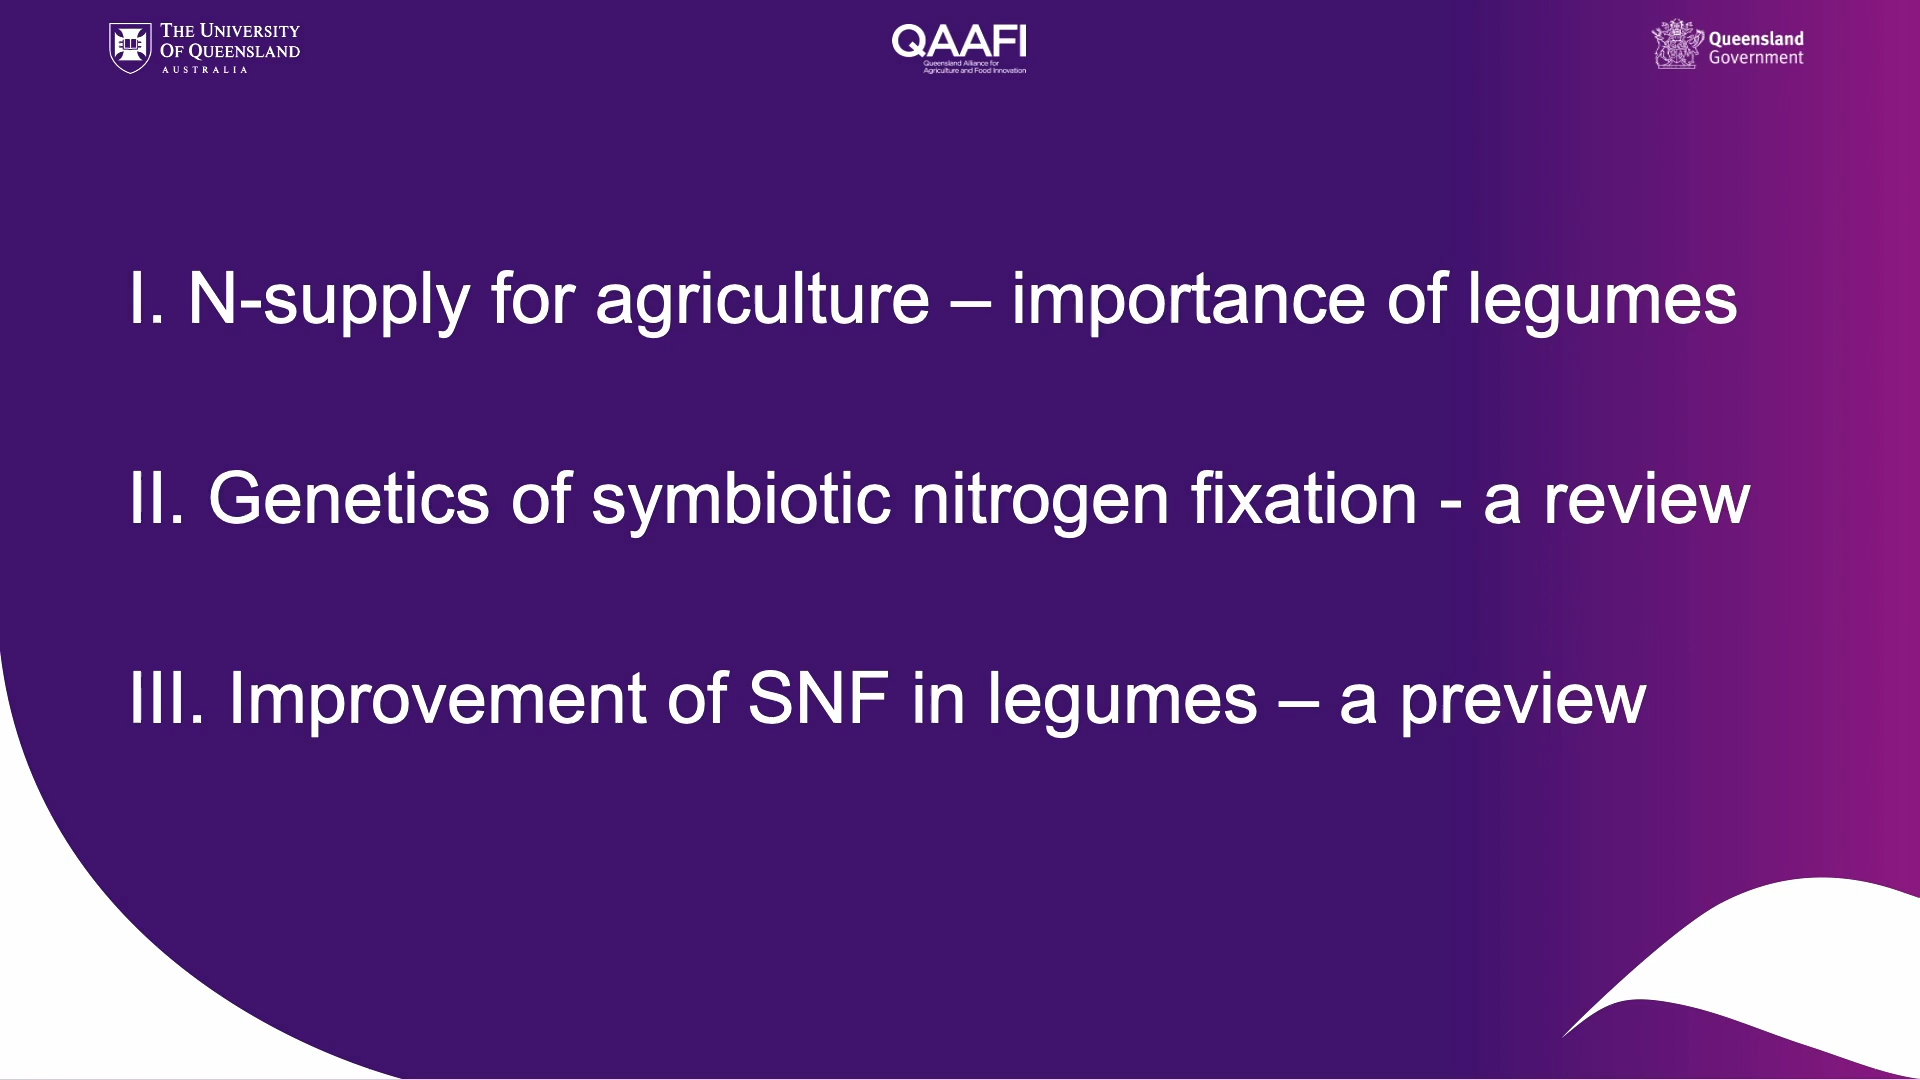 THE UNIVERSITY
OF QUEENSLAND
AUSTRALIA
QAAFI
Queensland Alliance for
Agriculture and Food Innovation
Queensland
Government
I. N-supply for agriculture – importance of legumes
II. Genetics of symbiotic nitrogen fixation - a review
III. Improvement of SNF in legumes – a preview